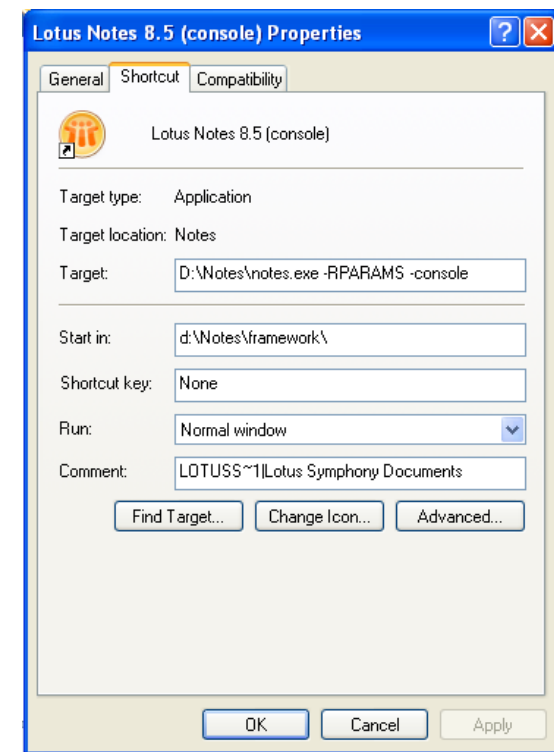 Lotus Notes 8.5 (console) Properties
General Shortcut Compatibility
Lotus Notes 8.5 (console)
Target type: Application
Target location: Notes
Target: D:\Notes\notes.exe -RPARAMS -console
Start in: d:\Notes\framework\
Shortcut key: None
Run: Normal window
Comment: LOTUSS~1|Lotus Symphony Documents
Find Target... Change Icon... Advanced...
OK Cancel Apply